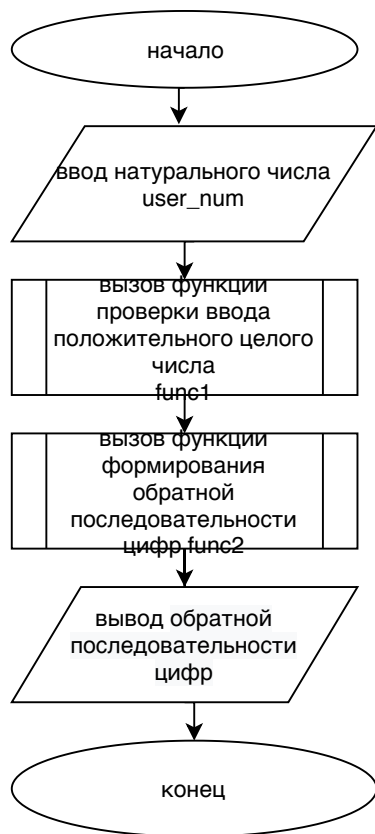 начало
ввод натурального числа
user_num
вызов функции
проверки ввода
положительного целого
числа
func1
вызов функции
формирования
обратной
последовательности
цифр func2
вывод обратной
последовательности
цифр
конец